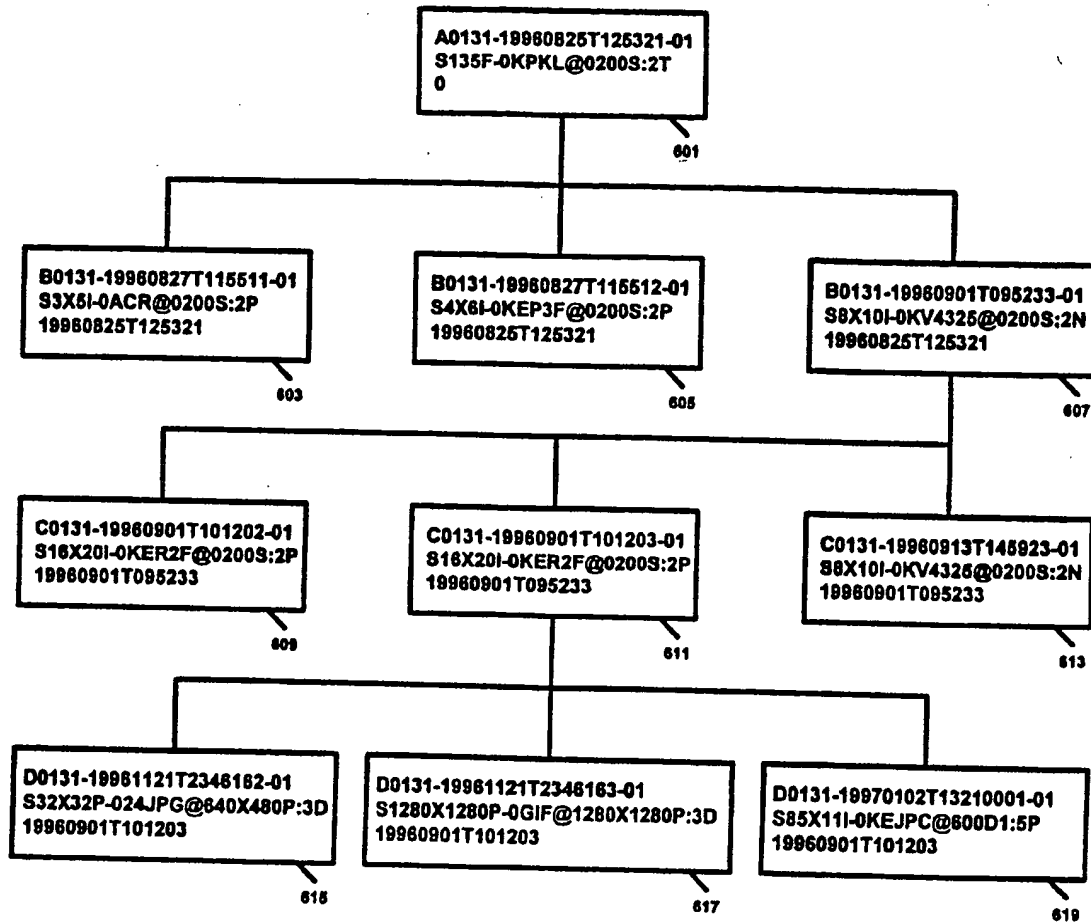 A0131-19960825T125321-01
S135F-0KPKL@0200S:2T
0
601
B0131-19960827T115511-01
S3X5I-0ACR@0200S:2P
19960825T125321
603
B0131-19960827T115512-01
S4X6I-0KEP3F@0200S:2P
19960825T125321
605
B0131-19960901T095233-01
S8X10I-0KV4325@0200S:2N
19960825T125321
607
C0131-19960901T101202-01
S16X20I-0KER2F@0200S:2P
19960901T095233
609
C0131-19960901T101203-01
S16X20I-0KER2F@0200S:2P
19960901T095233
611
C0131-19960913T145923-01
S8X10I-0KV4325@0200S:2N
19960901T095233
613
D0131-19961121T2346162-01
S32X32P-024JPG@640X480P:3D
19960901T101203
615
D0131-19961121T2346163-01
S1280X1280P-0GIF@1280X1280P:3D
19960901T101203
617
D0131-19970102T13210001-01
S85X11I-0KEJPC@600D1:5P
19960901T101203
619